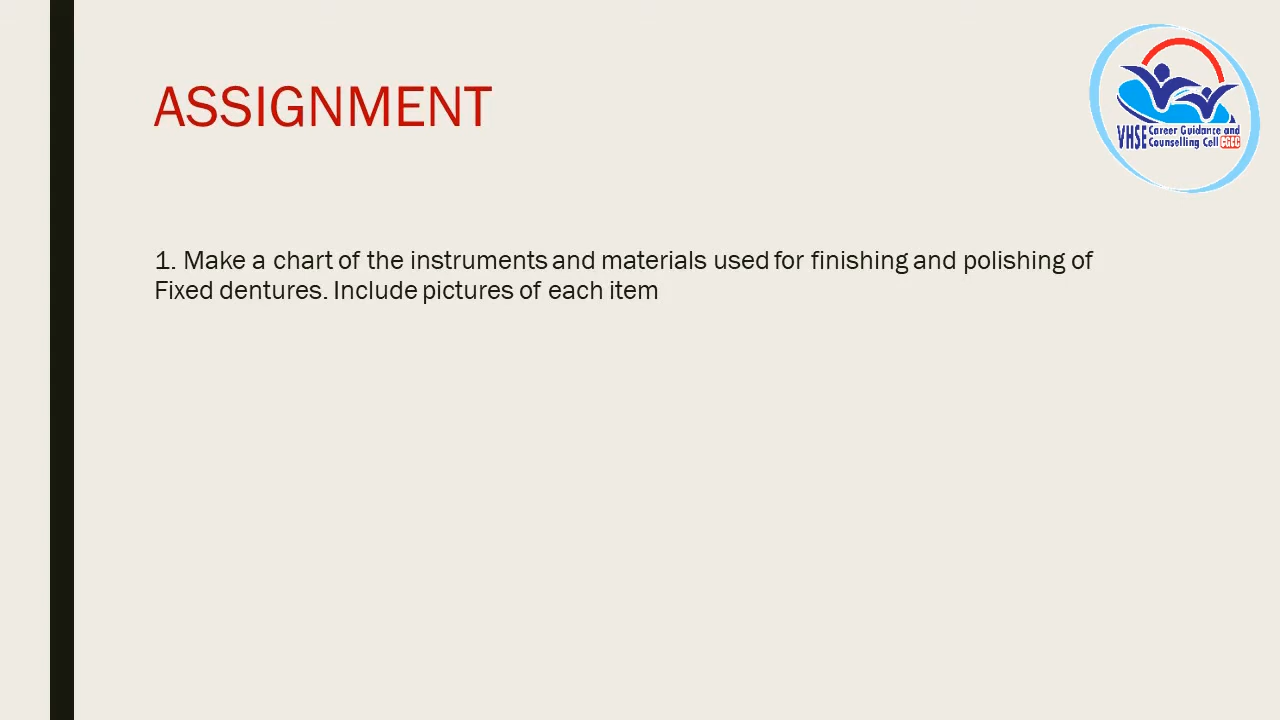 ASSIGNMENT
VHSE Career Guidance and
Counselling Cell CGCC
1. Make a chart of the instruments and materials used for finishing and polishing of
Fixed dentures. Include pictures of each item